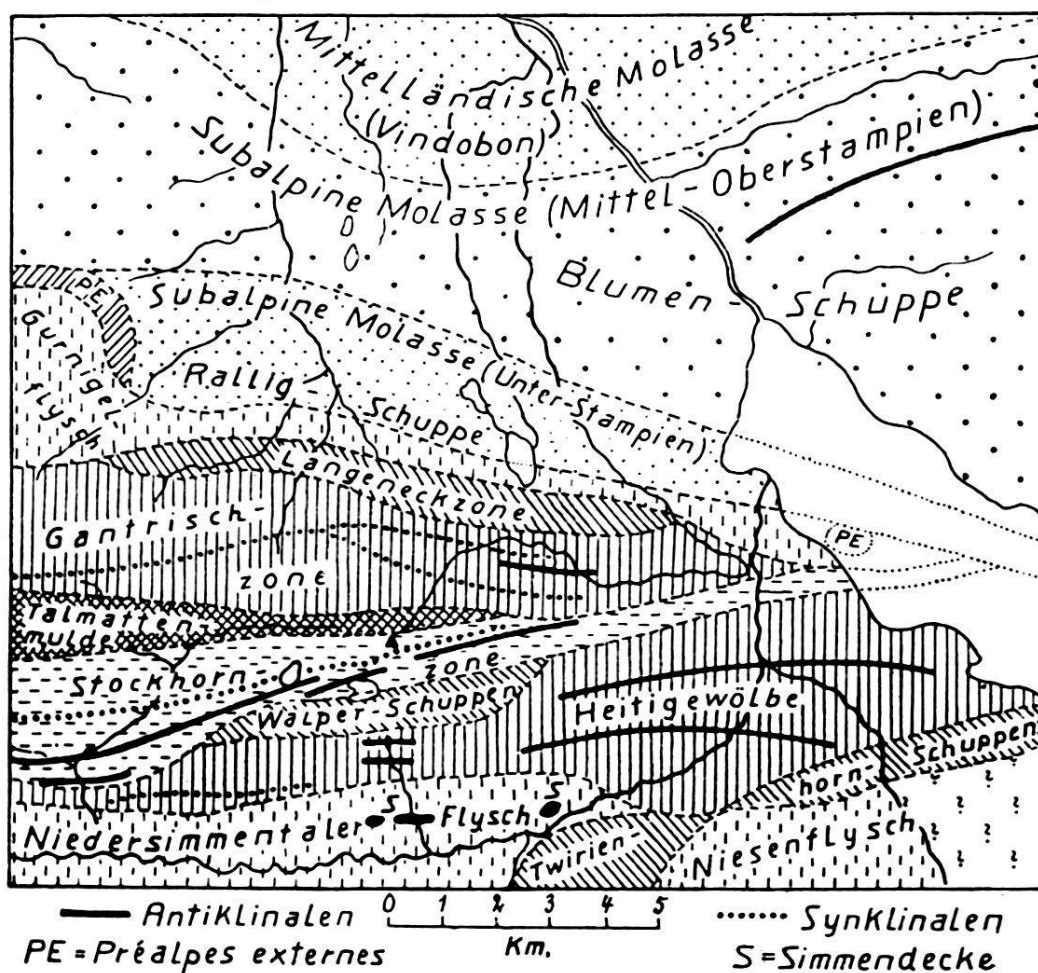 Mittelländische Molasse
(Vindobon)
Subalpine Molasse (Mittel-Oberstampien)
Blumen-Schuppe
PE
Subalpine Molasse (Unter-Stampien)
Gurnigel
flysch
Rallig
Schuppe
Langeneckzone
Gantrisch-
zone
(PE)
Talmatten
mulde
Stockhorn
zone
Walper Schuppen
Heitigewölbe
Schuppen
horn
S
S
Niedersimmentaler Flysch
Twirien
Niesenflysch
Antiklinalen
0 1 2 3 4 5
Synklinalen
PE = Préalpes externes
Km.
S = Simmendecke